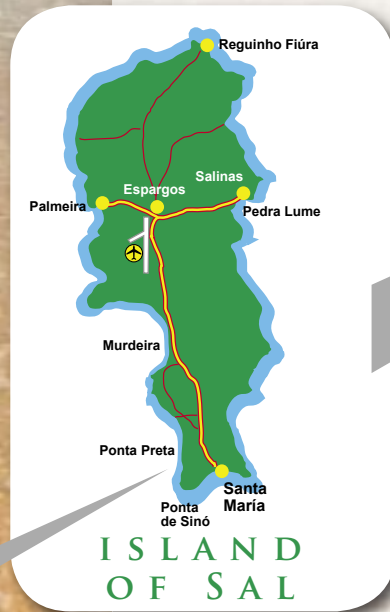 Reguinho Fiúra
Salinas
Espargos
Palmeira
Pedra Lume
Murdeira
Ponta Preta
Santa
María
Ponta
de Sinó
ISLAND
OF SAL